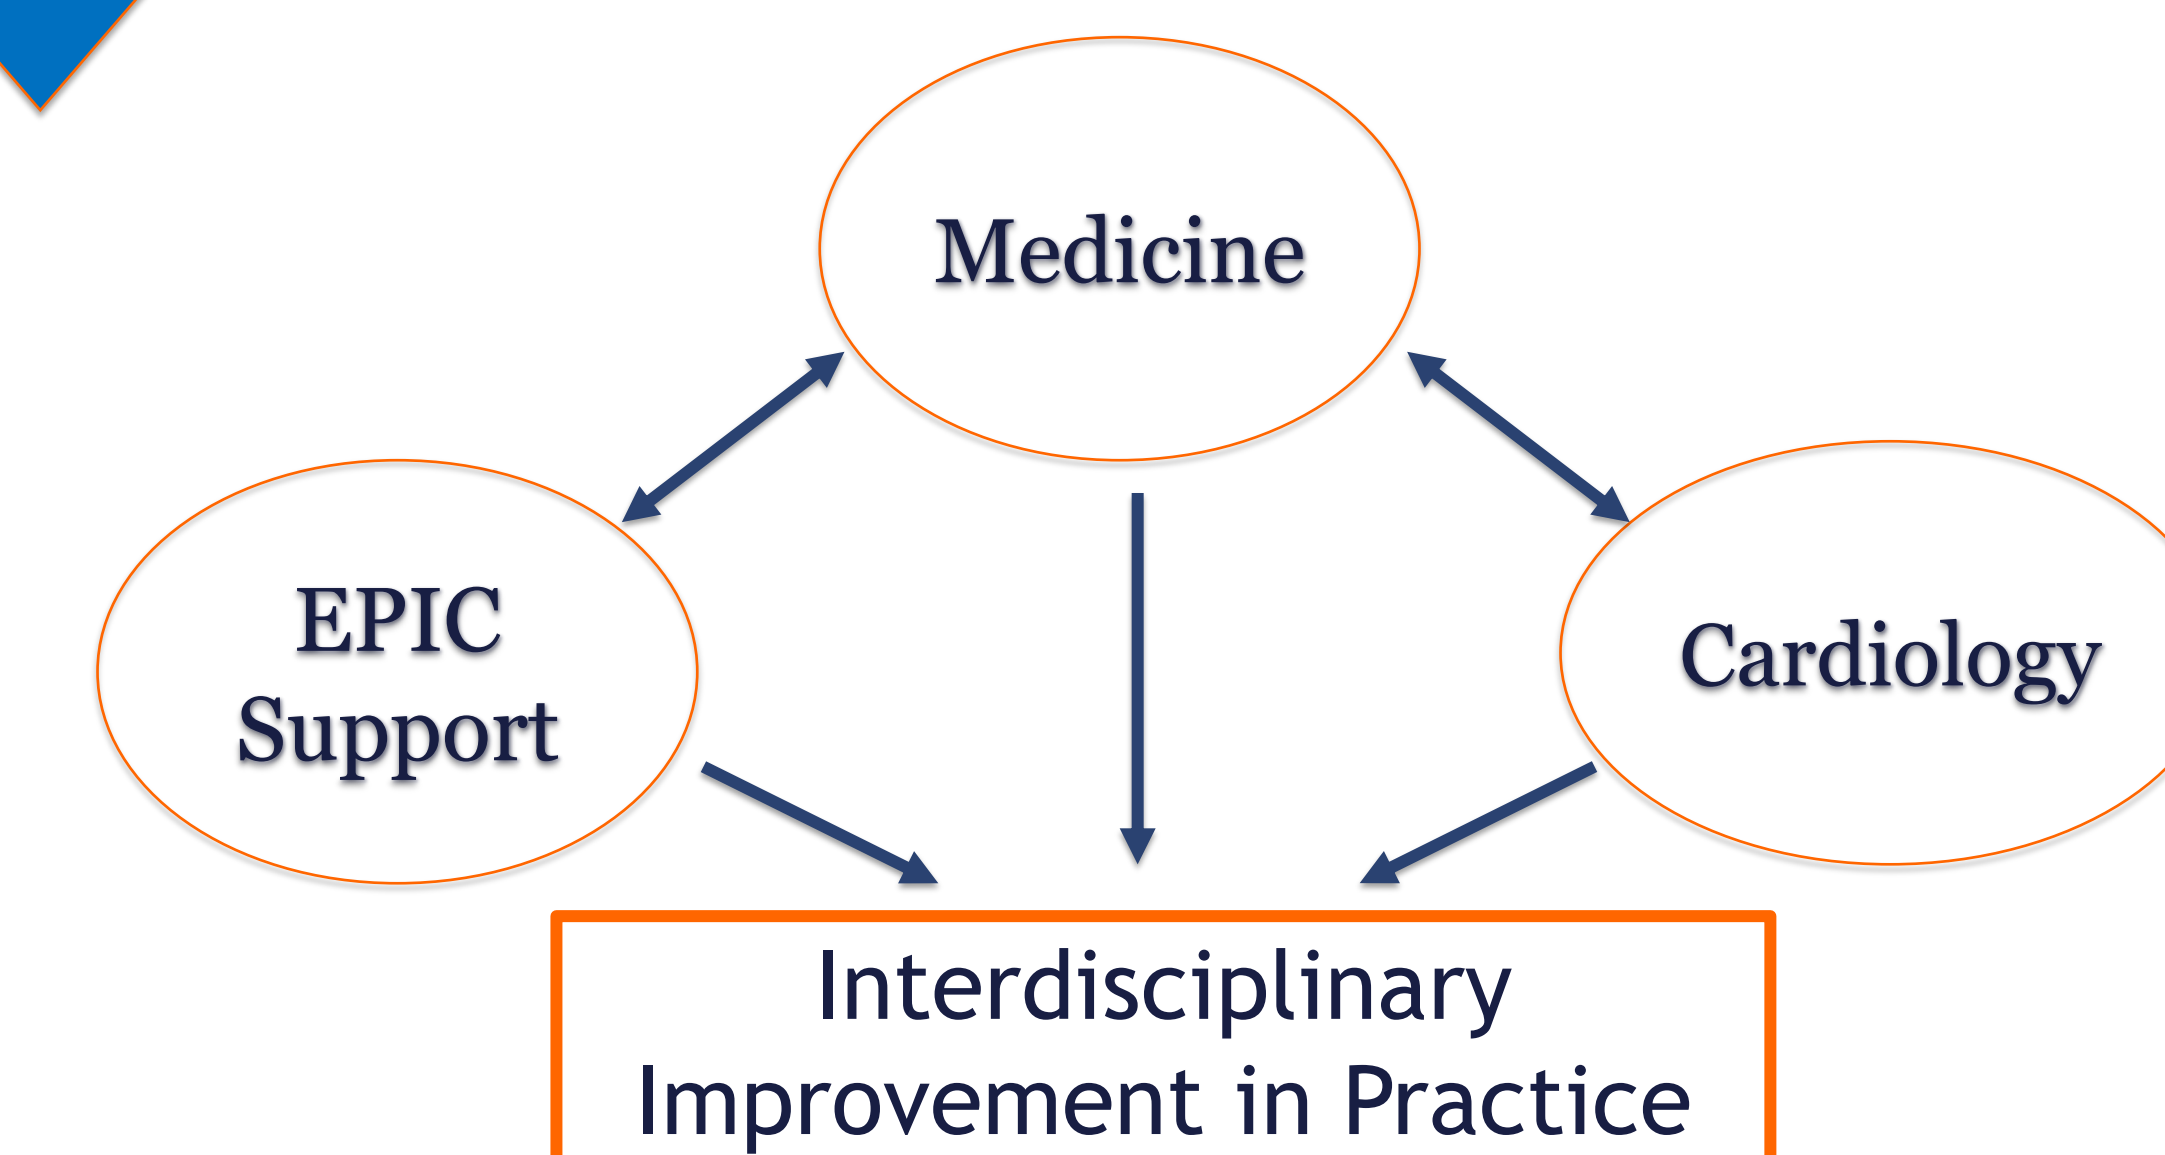 Medicine
EPIC
Support
Cardiology
Interdisciplinary
Improvement in Practice